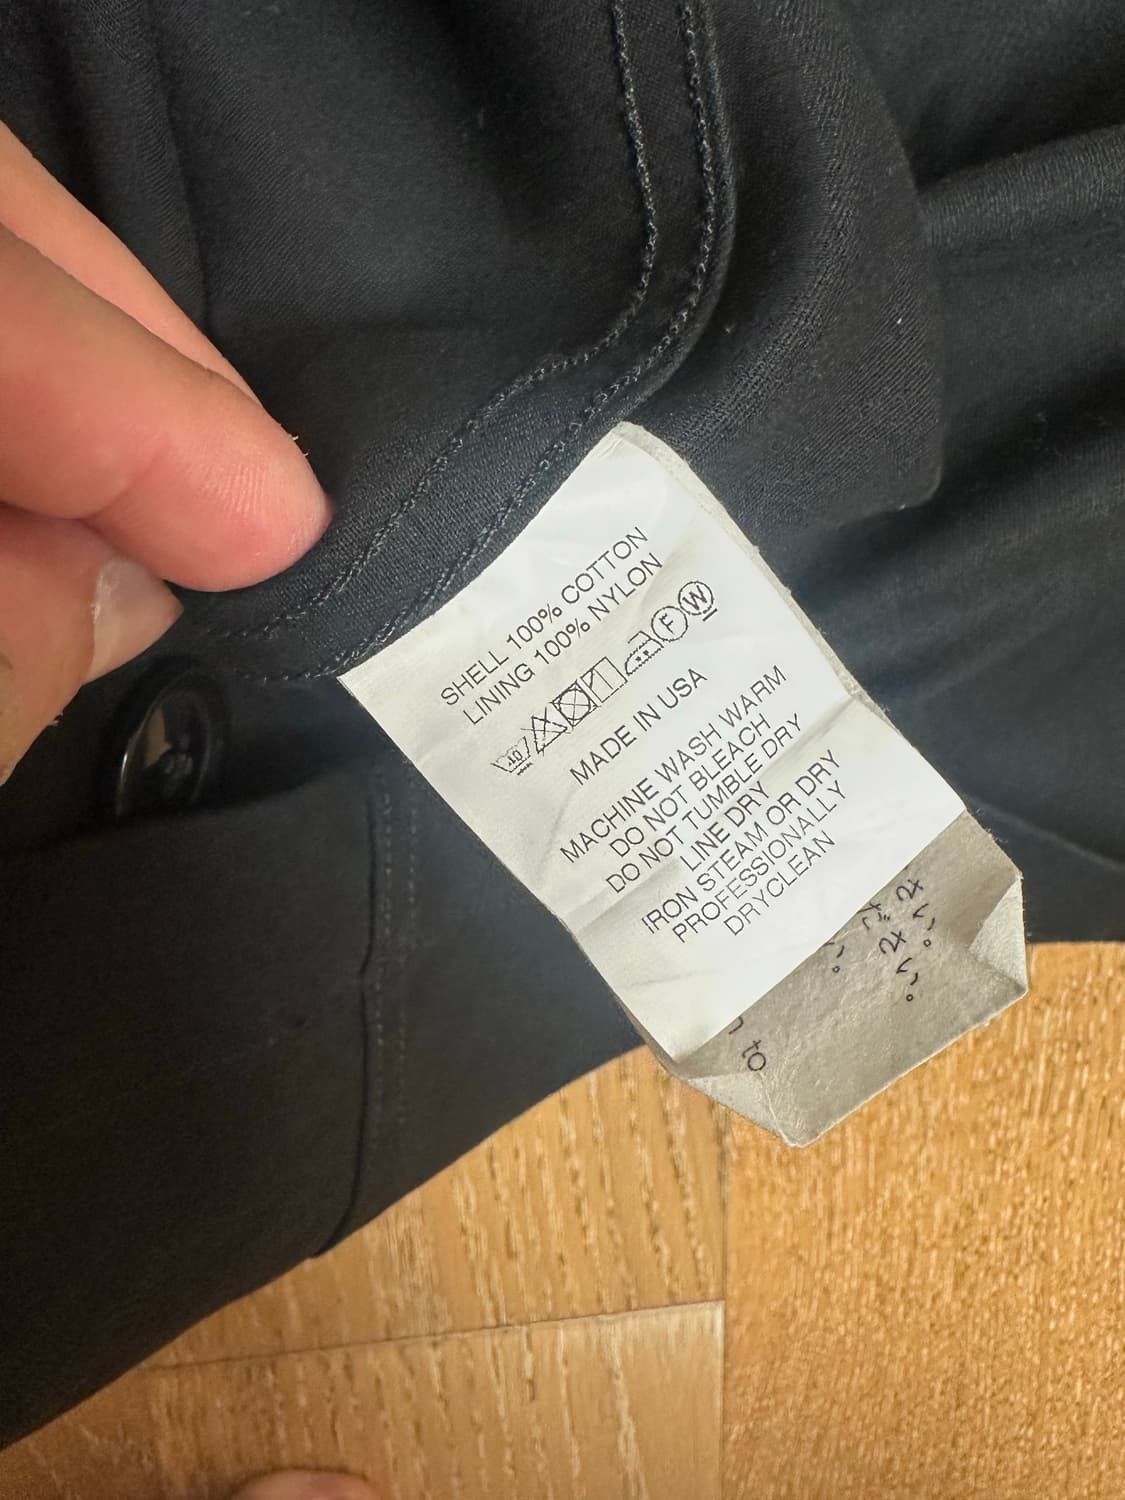 SHELL 100% COTTON
LINING 100% NYLON
40 F W
MADE IN USA
MACHINE WASH WARM
DO NOT BLEACH
DO NOT TUMBLE DRY
LINE DRY
IRON STEAM OR DRY
PROFESSIONALLY
DRYCLEAN